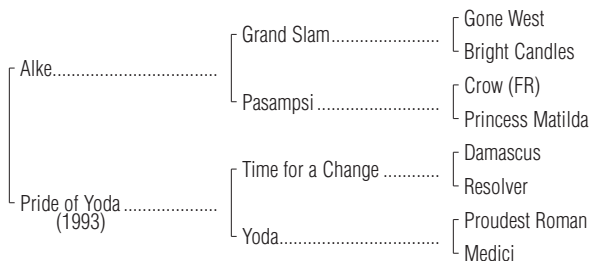 Gone West
Grand Slam........................
Bright Candles
Alke.....................................
Crow (FR)
Pasampsi...........................
Princess Matilda
Damascus
Time for a Change ............
Resolver
Pride of Yoda .....................
(1993)
Proudest Roman
Yoda....................................
Medici